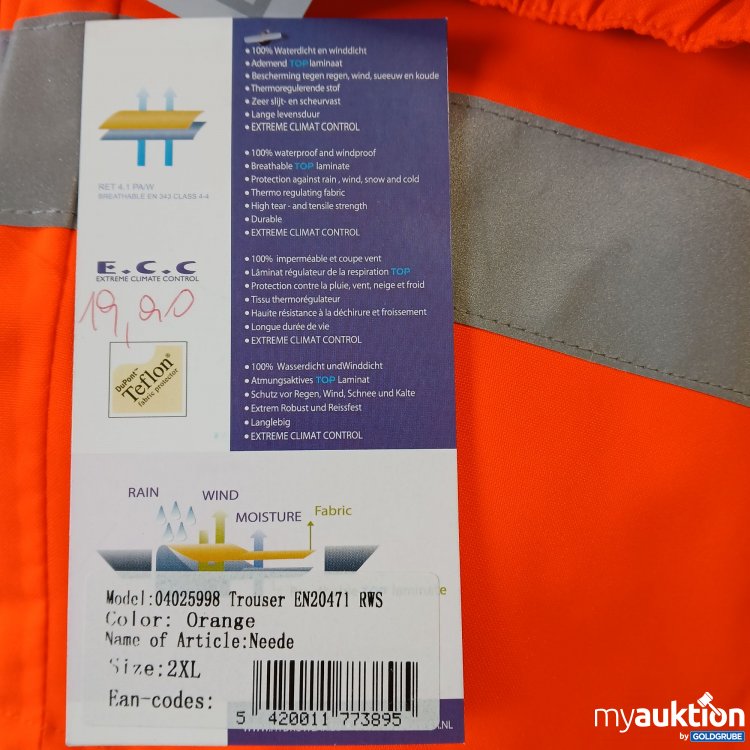 • 100% Waterdicht en winddicht
• Ademend TOP laminaat
• Bescherming tegen regen, wind, sueeuw en koude
• Thermoregulerende stof
• Zeer slijt- en scheurvast
• Lange levensduur
• EXTREME CLIMAT CONTROL
• 100% waterproof and windproof
• Breathable TOP laminate
• Protection against rain , wind, snow and cold
• Thermo regulating fabric
• High tear - and tensile strength
• Durable
• EXTREME CLIMAT CONTROL
• 100% imperméable et coupe vent
• Láminat régulateur de la respiration TOP
• Protection contre la pluie, vent, neige et froid
• Tissu thermorégulateur
• Hauite résistance à la déchirure et froissement
• Longue durée de vie
• EXTREME CLIMAT CONTROL
• 100% Wasserdicht undWinddicht
• Atmungsaktives TOP Laminat
• Schutz vor Regen, Wind, Schnee und Kalte
• Extrem Robust und Reissfest
• Langlebig
• EXTREME CLIMAT CONTROL
RET 4.1 PA/W
BREATHABLE EN 343-CLASS 4-4
E.C.C
EXTREME CLIMATE CONTROL
19,90
DuPont™
Teflon®
fabric protector
RAIN
WIND
MOISTURE
Fabric
Model:04025998 Trouser EN20471 RWS
Color: Orange
Name of Article:Neede
Size:2XL
Ean-codes:
5 420011 773895
.NL
myauktion
by GOLDGRUBE